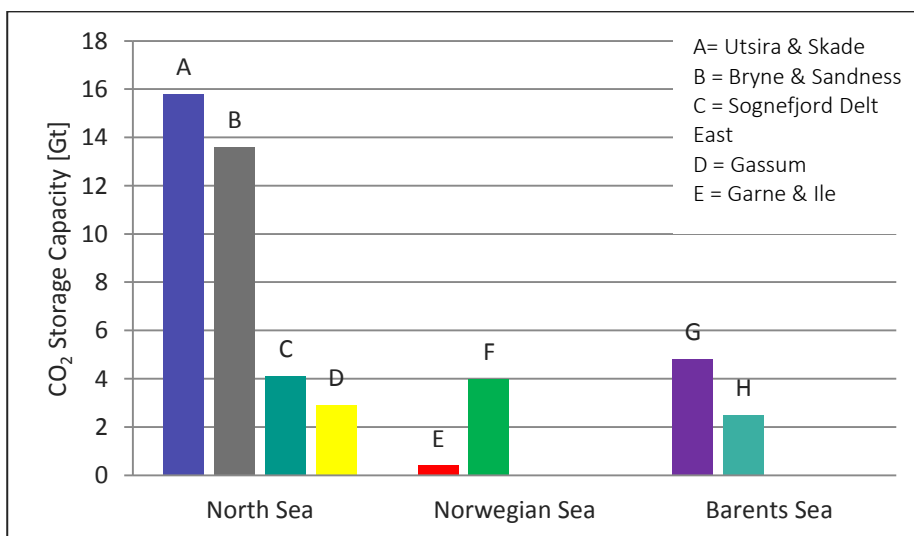 18
16
14
12
10
8
6
4
2
0
CO₂ Storage Capacity [Gt]
A
B
C
D
E
F
G
H
North Sea
Norwegian Sea
Barents Sea
A= Utsira & Skade
B = Bryne & Sandness
C = Sognefjord Delt
East
D = Gassum
E = Garne & Ile